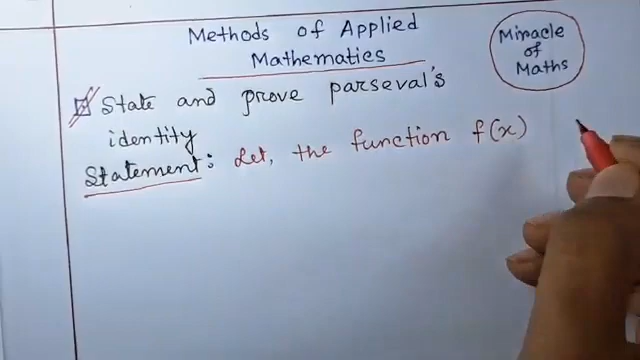 Methods of Applied
Mathematics
Miracle
of
Maths
State and prove parseval's
identity
Statement: Let, the function f(x)